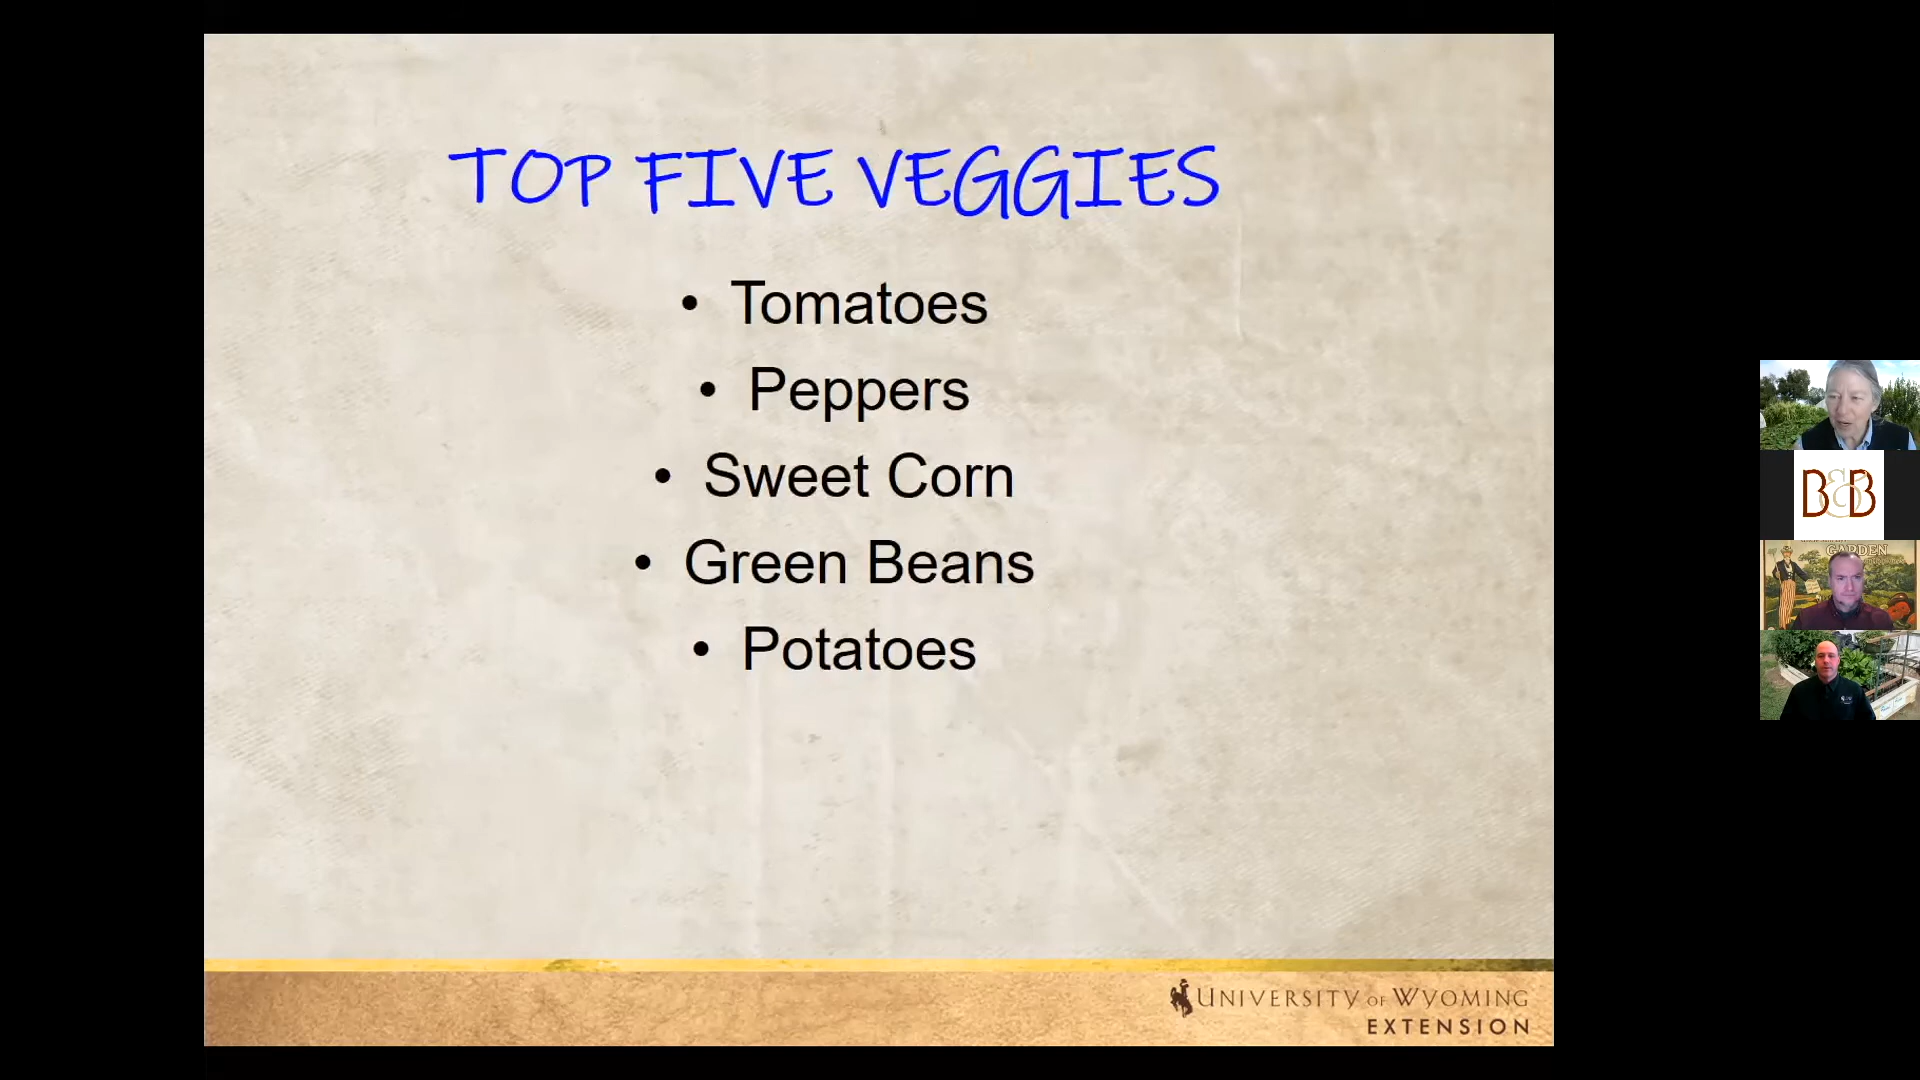 TOP FIVE VEGGIES
• Tomatoes
• Peppers
• Sweet Corn
• Green Beans
• Potatoes
UNIVERSITY OF WYOMING
EXTENSION
B&B
GARDEN